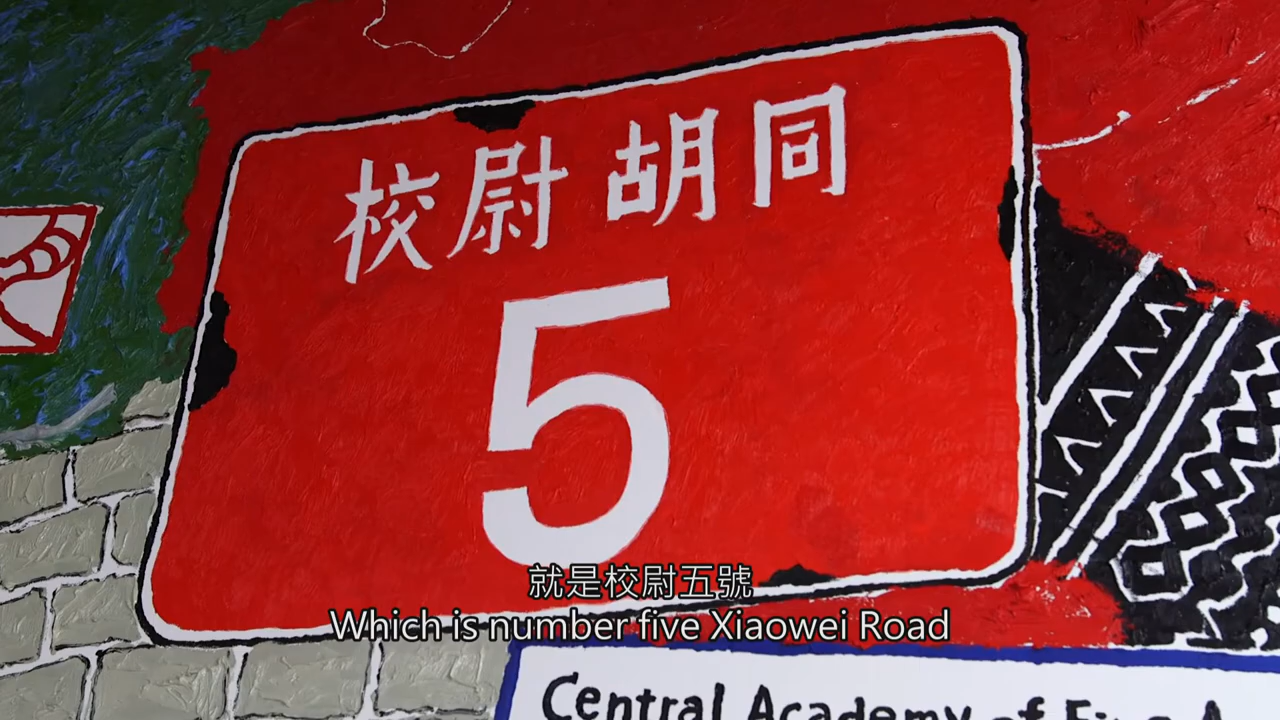 校尉胡同
5
就是校尉五號
Which is number five Xiaowei Road
Central Academy of